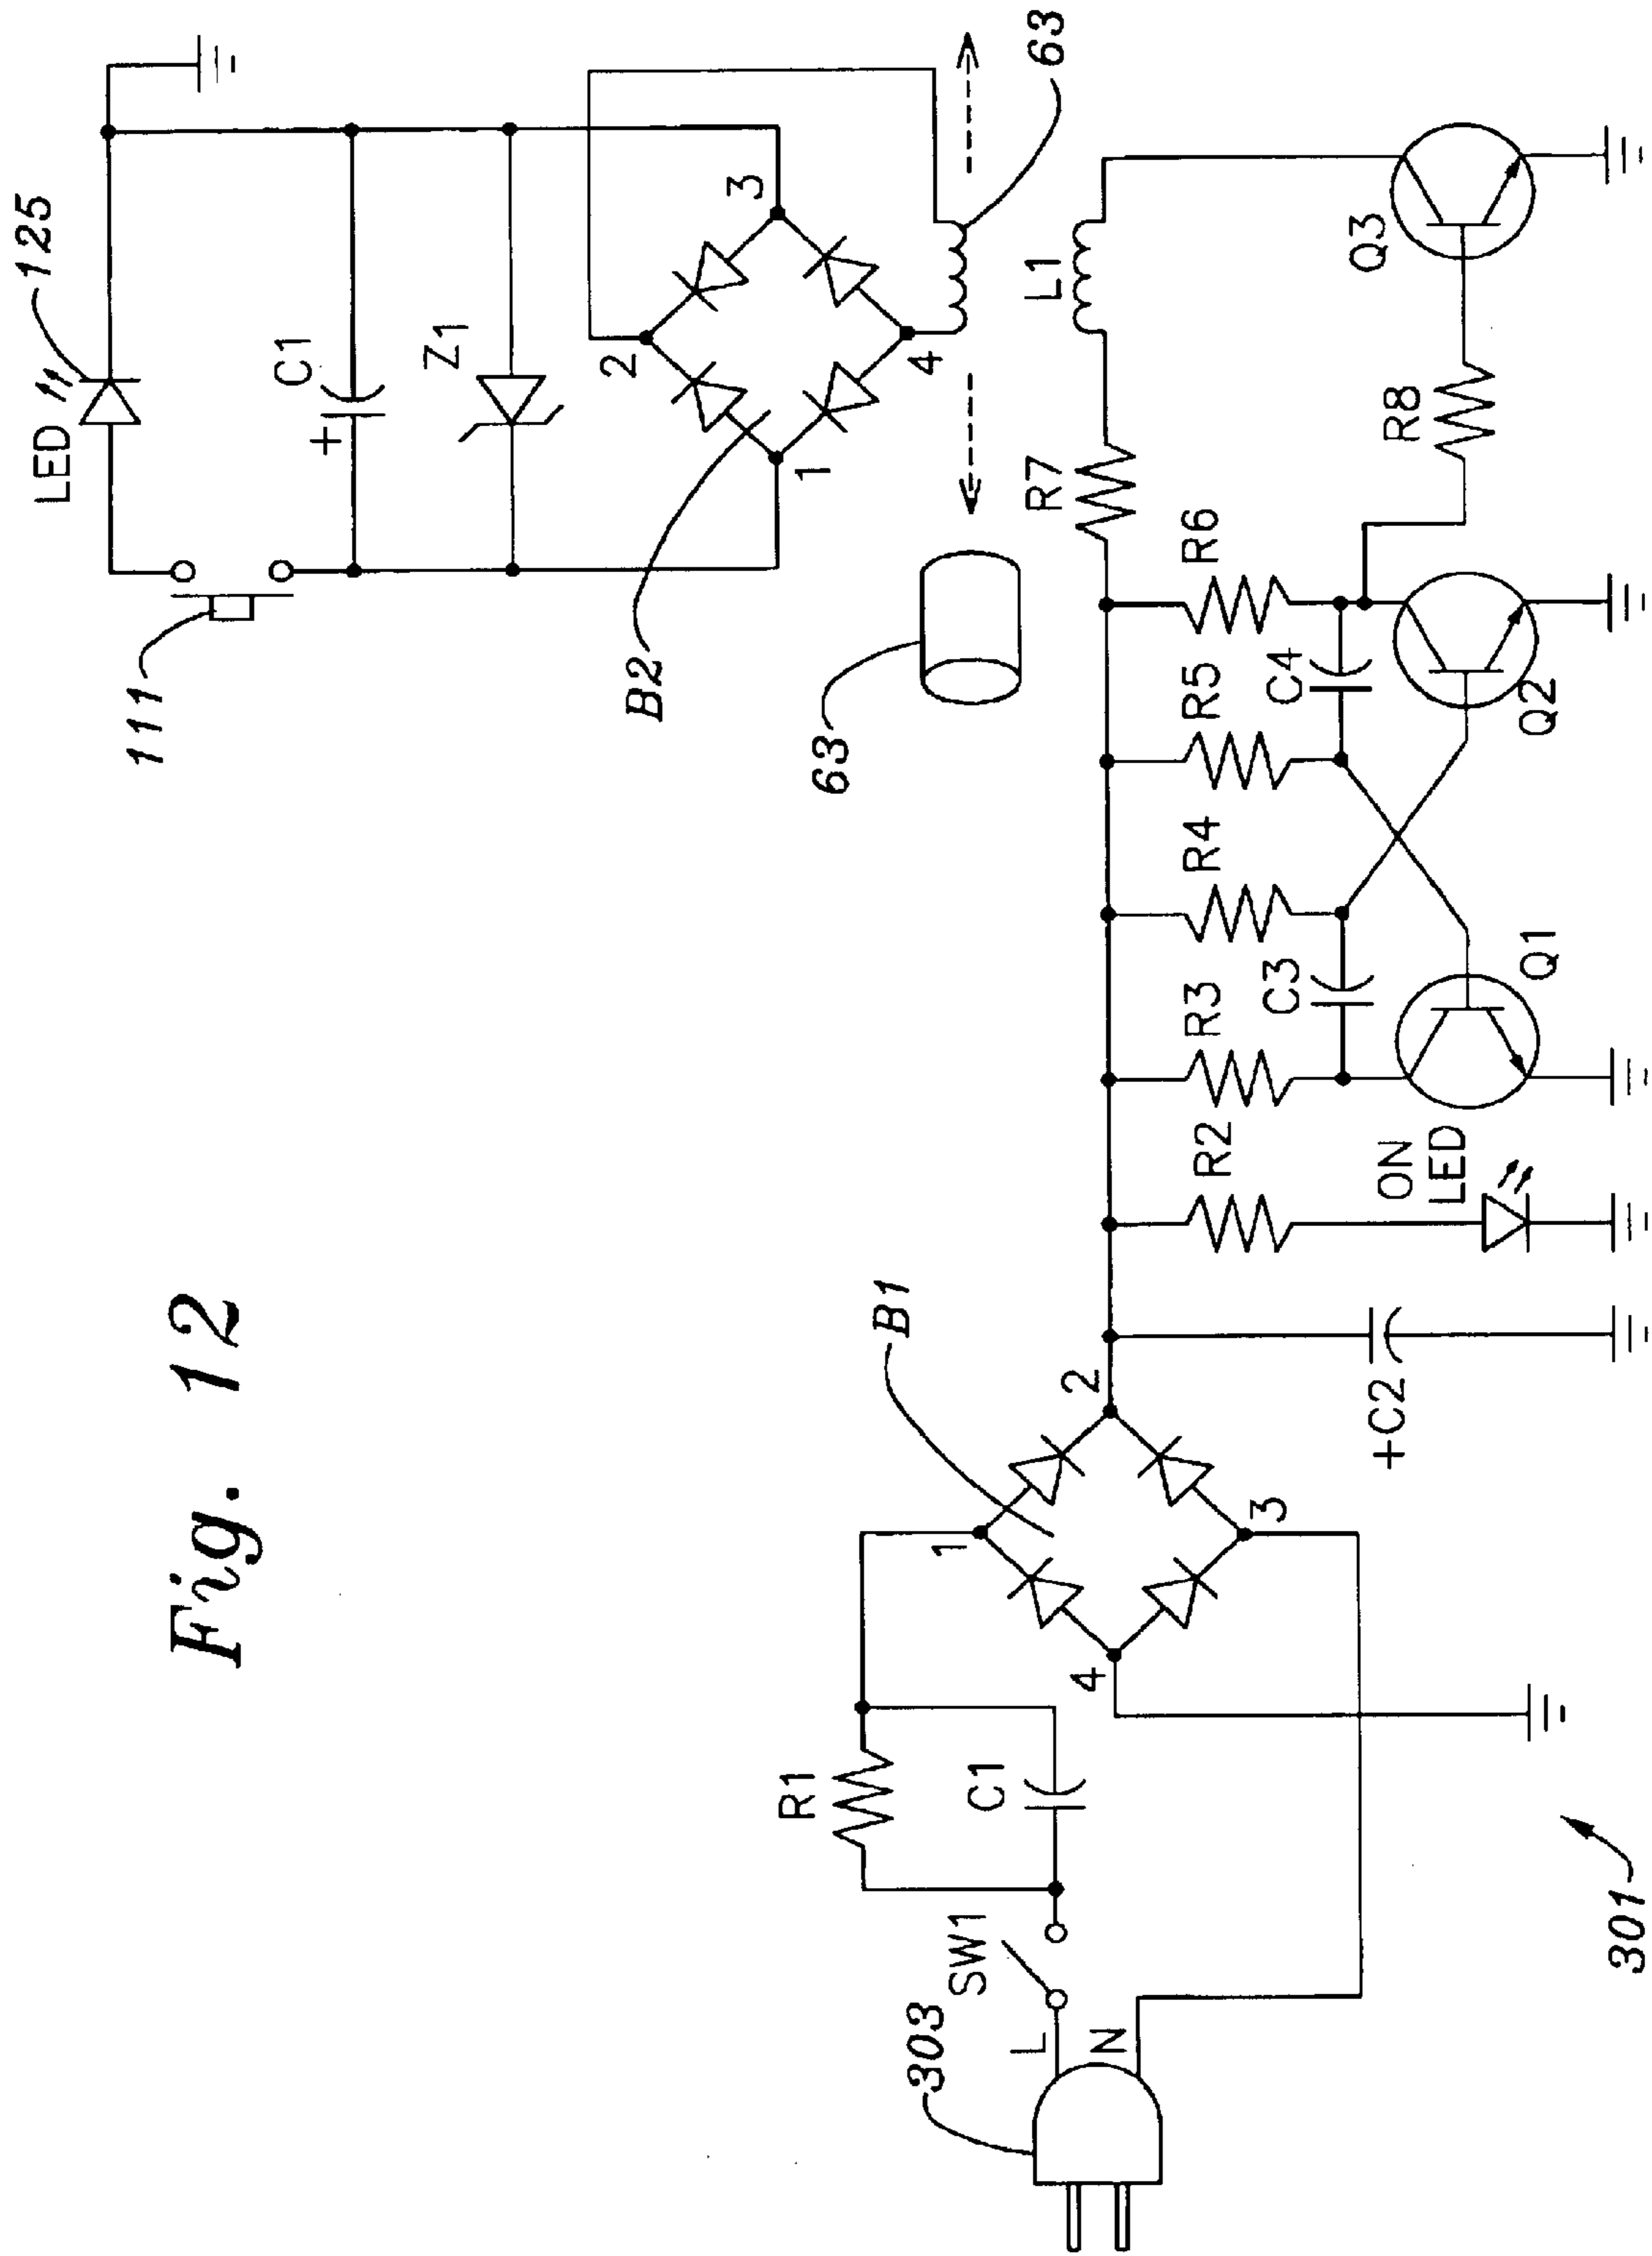 Fig. 12
LED
125
111
+
C1
Z1
2
3
1
4
B2
63
63
L1
R7
R6
R5
R4
R3
R2
C4
C3
R8
Q3
Q2
Q1
ON
LED
B1
2
1
3
4
+C2
R1
C1
SW1
L
N
303
301